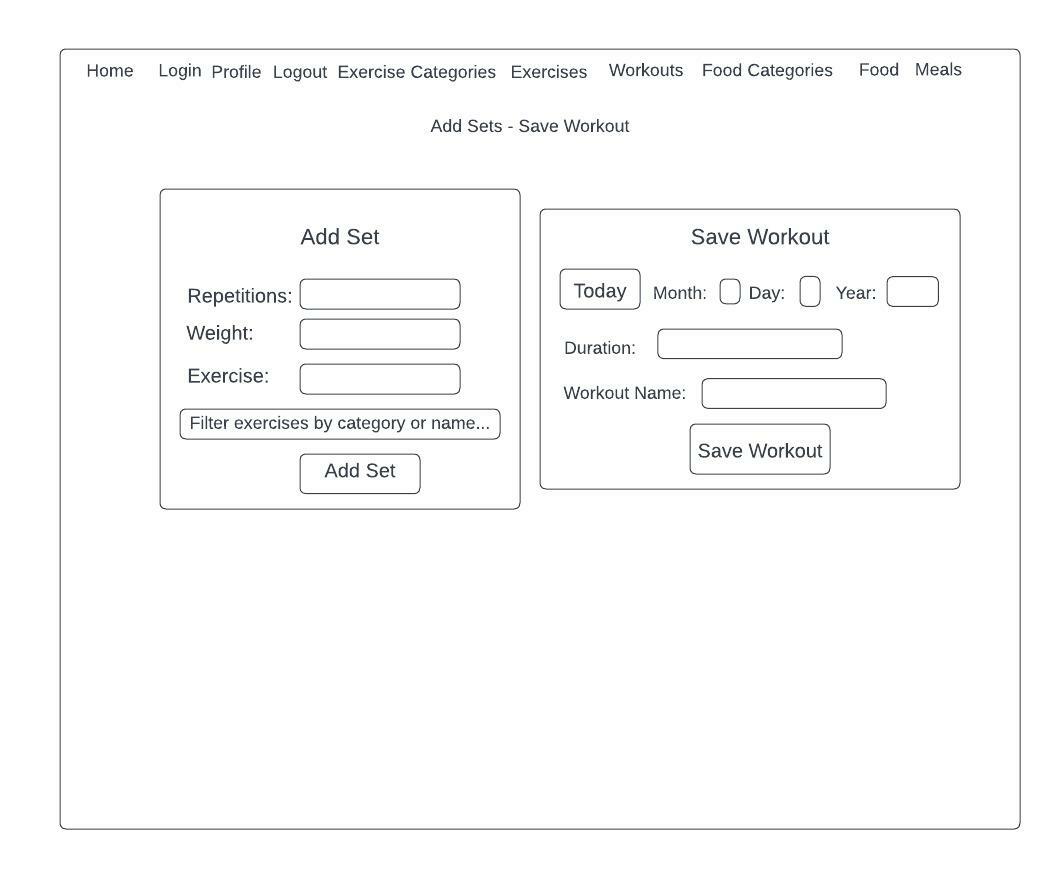 Home Login Profile Logout Exercise Categories Exercises Workouts Food Categories Food Meals
Add Sets - Save Workout
Add Set
Repetitions:
Weight:
Exercise:
Filter exercises by category or name...
Add Set
Save Workout
Today Month: Day: Year:
Duration:
Workout Name:
Save Workout